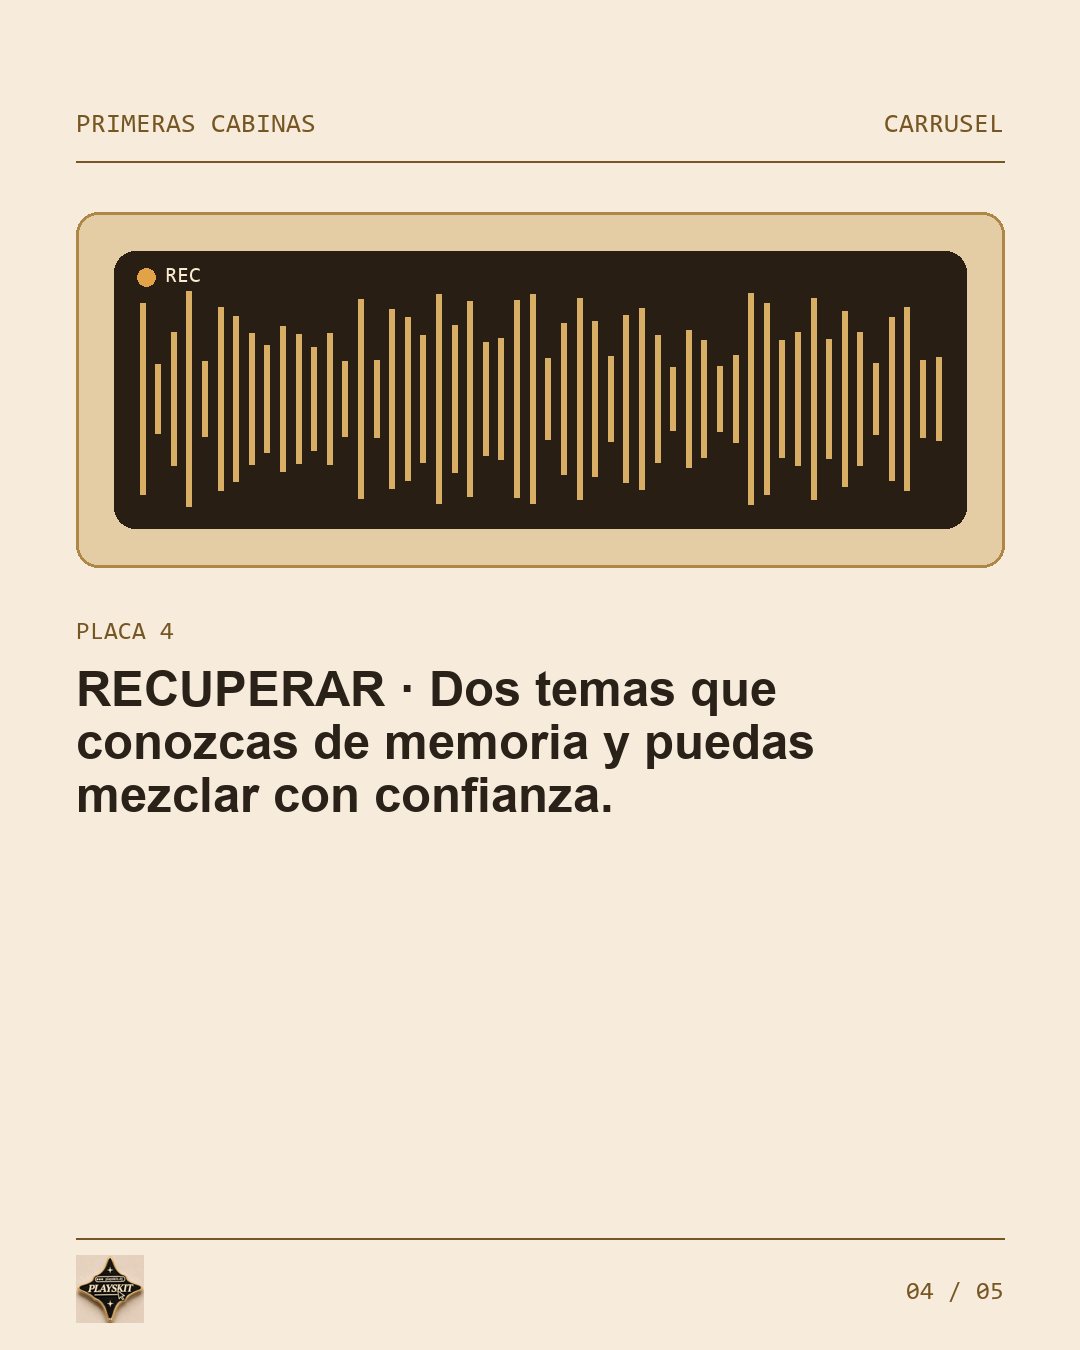 PRIMERAS CABINAS
CARRUSEL
REC
PLACA 4
RECUPERAR · Dos temas que
conozcas de memoria y puedas
mezclar con confianza.
PLAYSKIT
04 / 05